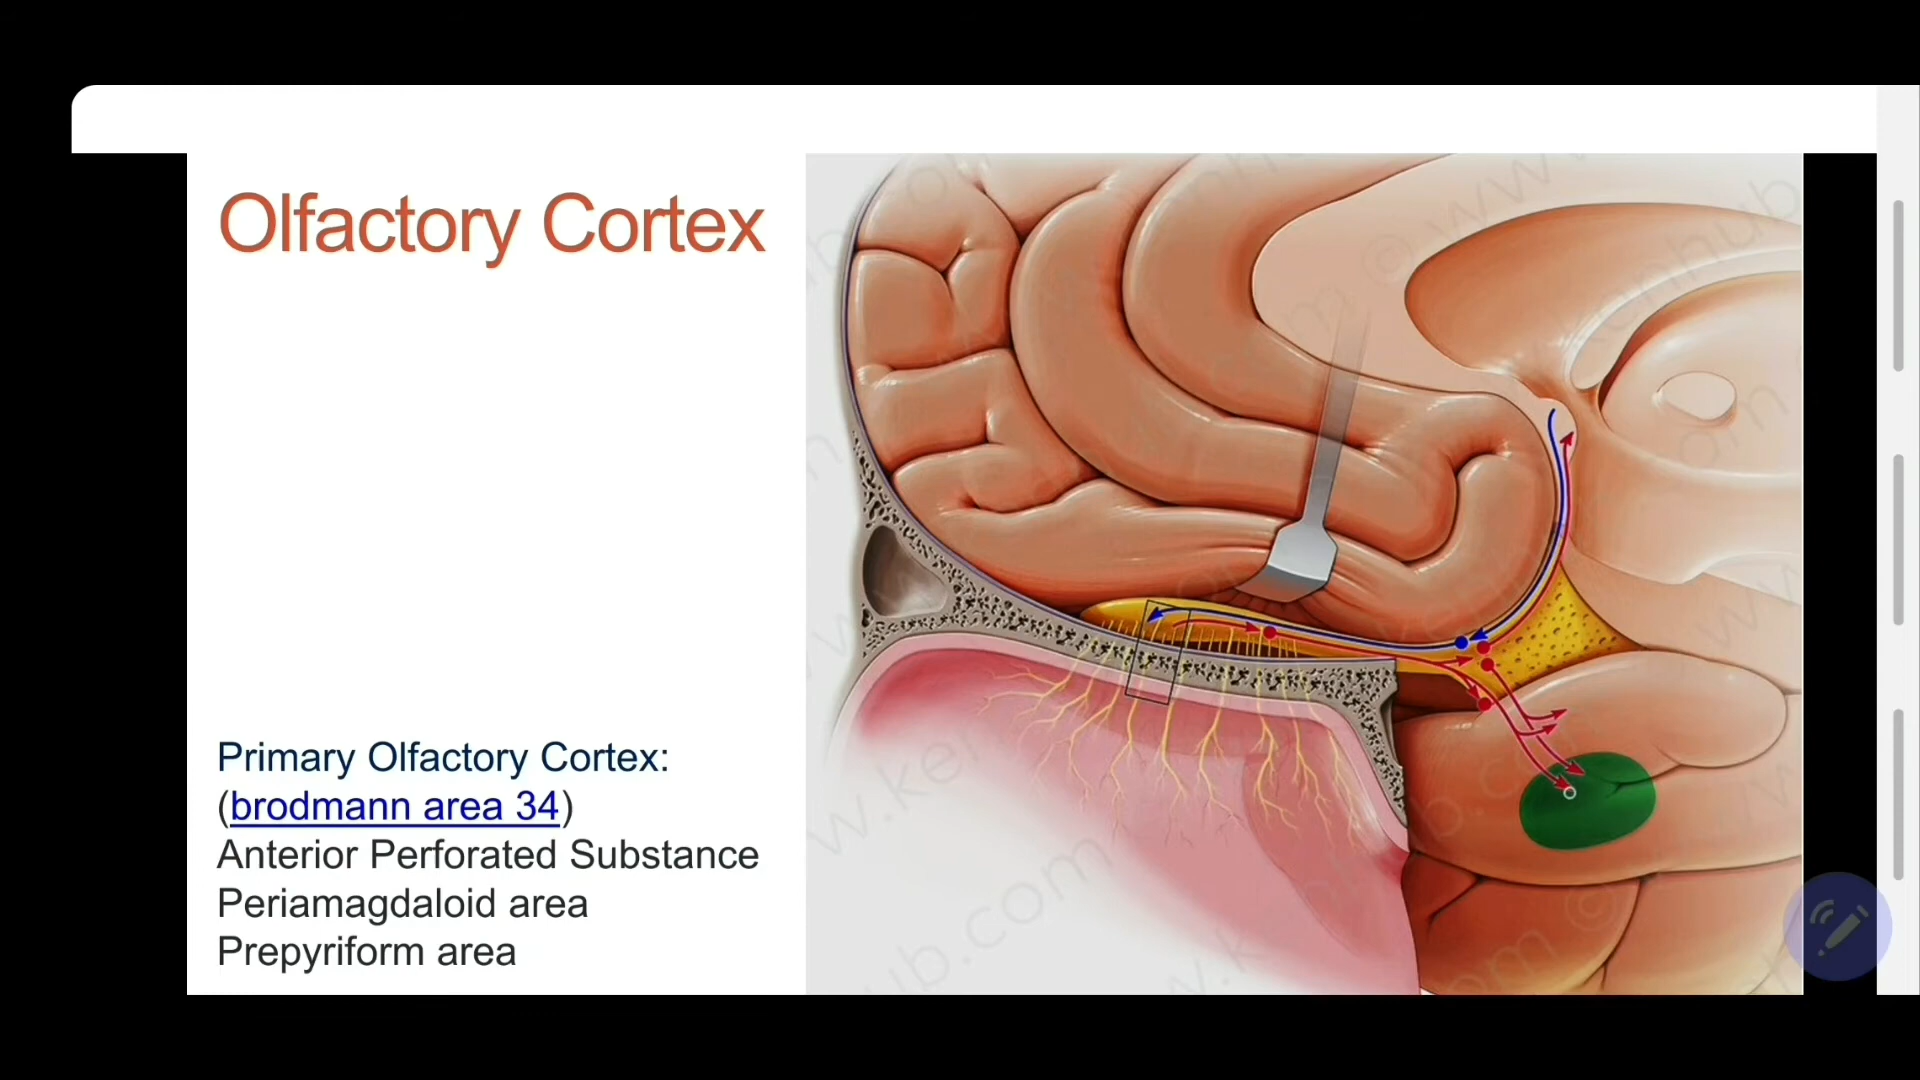 Olfactory Cortex
Primary Olfactory Cortex:
(brodmann area 34)
Anterior Perforated Substance
Periamagdaloid area
Prepyriform area